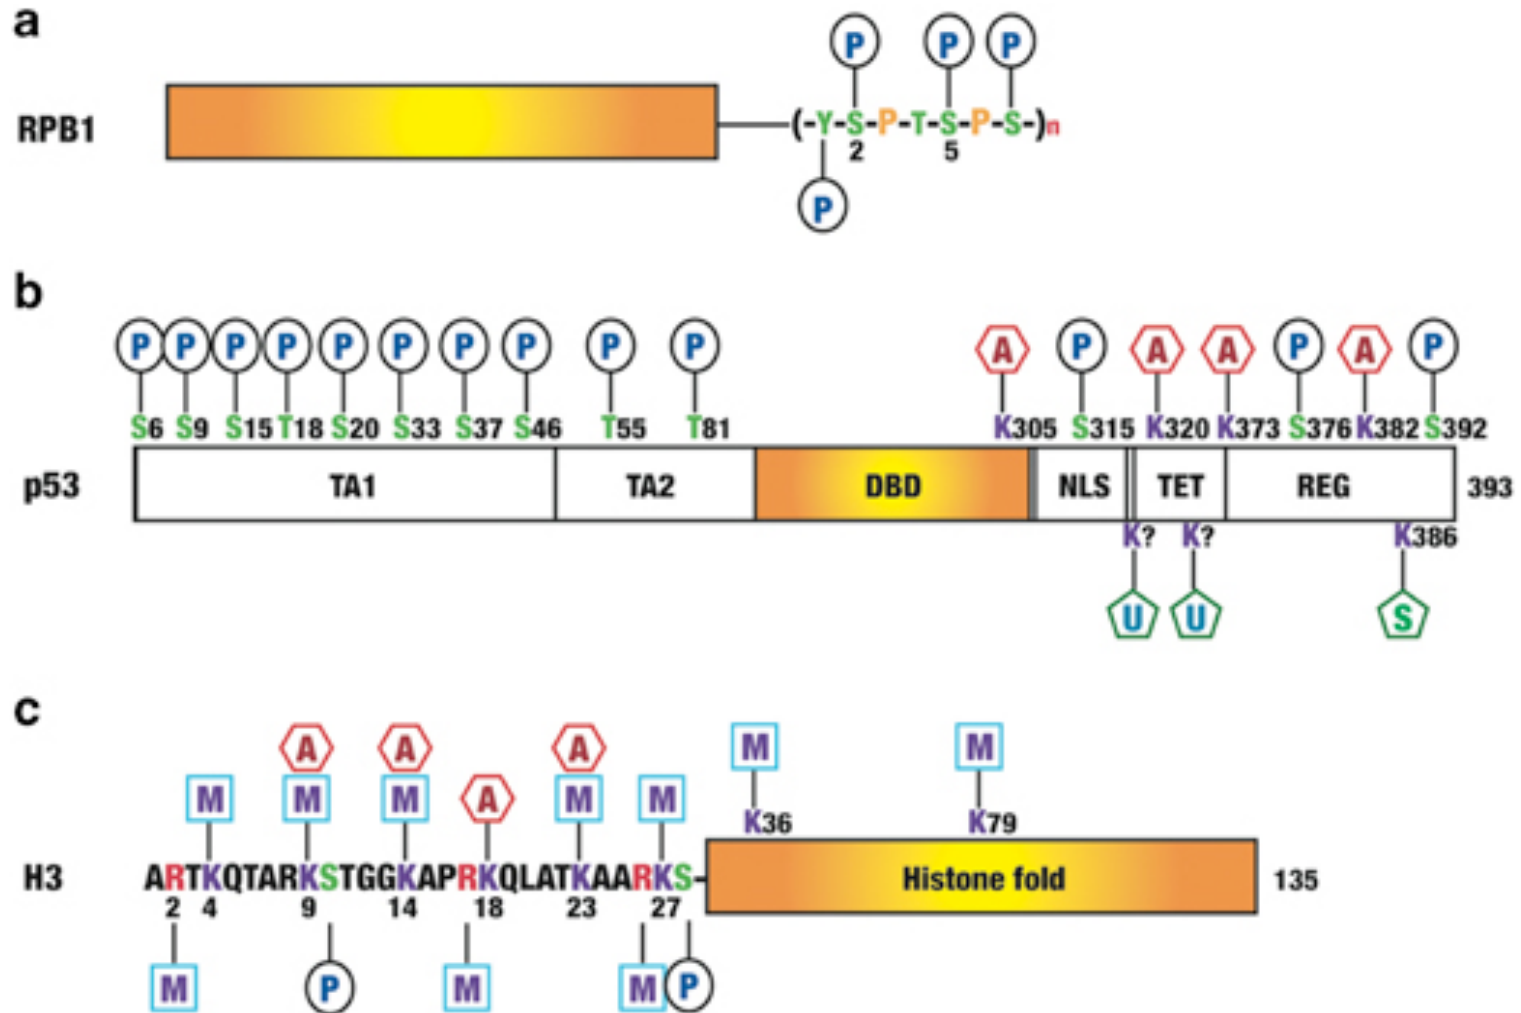 a
P P P
RPB1 (-Y-S-P-T-S-P-S-)n
2 5
P
b
P P P P P P P P P P A P A A P A P
S6 S9 S15 T18 S20 S33 S37 S46 T55 T81 K305 S315 K320 K373 S376 K382 S392
p53 TA1 TA2 DBD NLS TET REG 393
K? K? K386
U U S
c
A A A M M
M M M A M M
K36 K79
H3 ARTKQTARKSTGGKAPRKQLATKAARKS- Histone fold 135
2 4 9 14 18 23 27
M P M M P